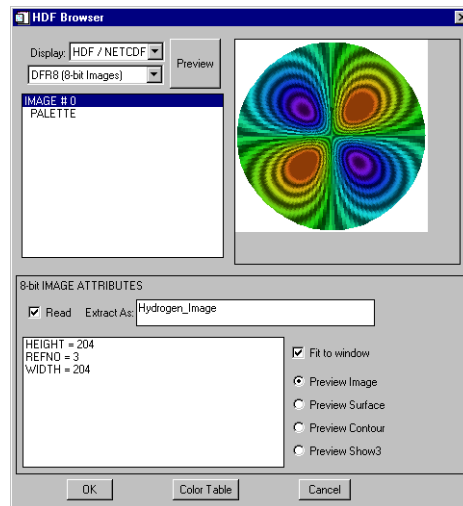 HDF Browser
Display: HDF / NETCDF
DFR8 (8-bit Images)
Preview
IMAGE # 0
PALETTE
8-bit IMAGE ATTRIBUTES
Read Extract As: Hydrogen_Image
HEIGHT = 204
REFNO = 3
WIDTH = 204
Fit to window
Preview Image
Preview Surface
Preview Contour
Preview Show3
OK Color Table Cancel